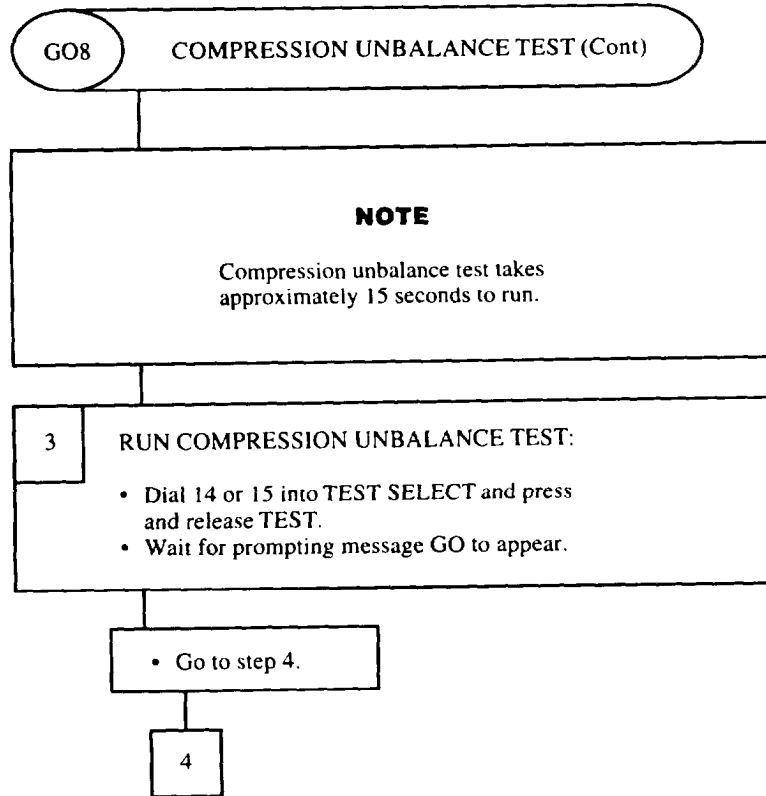 GO8 COMPRESSION UNBALANCE TEST (Cont)
NOTE
Compression unbalance test takes
approximately 15 seconds to run.
3 RUN COMPRESSION UNBALANCE TEST:
• Dial 14 or 15 into TEST SELECT and press
and release TEST.
• Wait for prompting message GO to appear.
• Go to step 4.
4